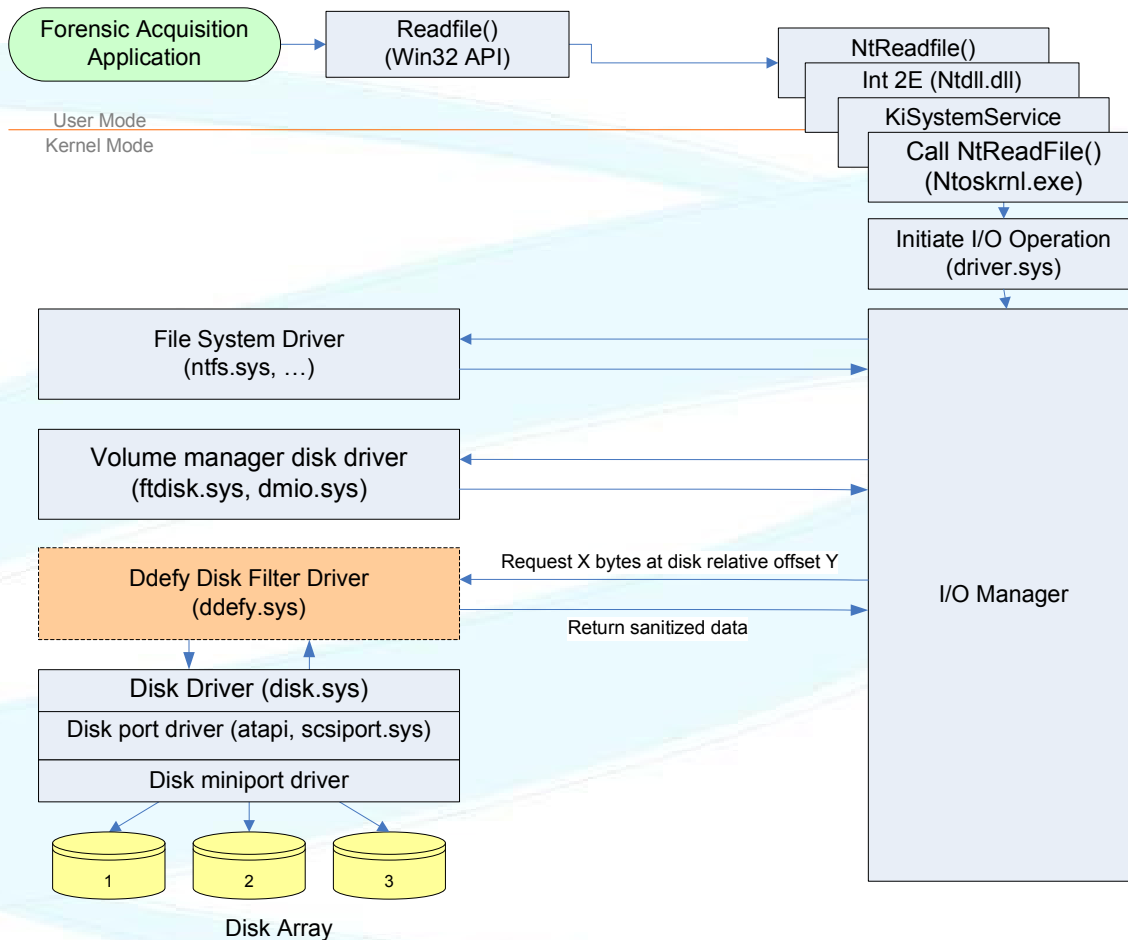 Forensic Acquisition
Application
Readfile()
(Win32 API)
NtReadfile()
Int 2E (Ntdll.dll)
KiSystemService
Call NtReadFile()
(Ntoskrnl.exe)
User Mode
Kernel Mode
Initiate I/O Operation
(driver.sys)
File System Driver
(ntfs.sys, …)
Volume manager disk driver
(ftdisk.sys, dmio.sys)
Ddefy Disk Filter Driver
(ddefy.sys)
Request X bytes at disk relative offset Y
Return sanitized data
I/O Manager
Disk Driver (disk.sys)
Disk port driver (atapi, scsiport.sys)
Disk miniport driver
1
2
3
Disk Array